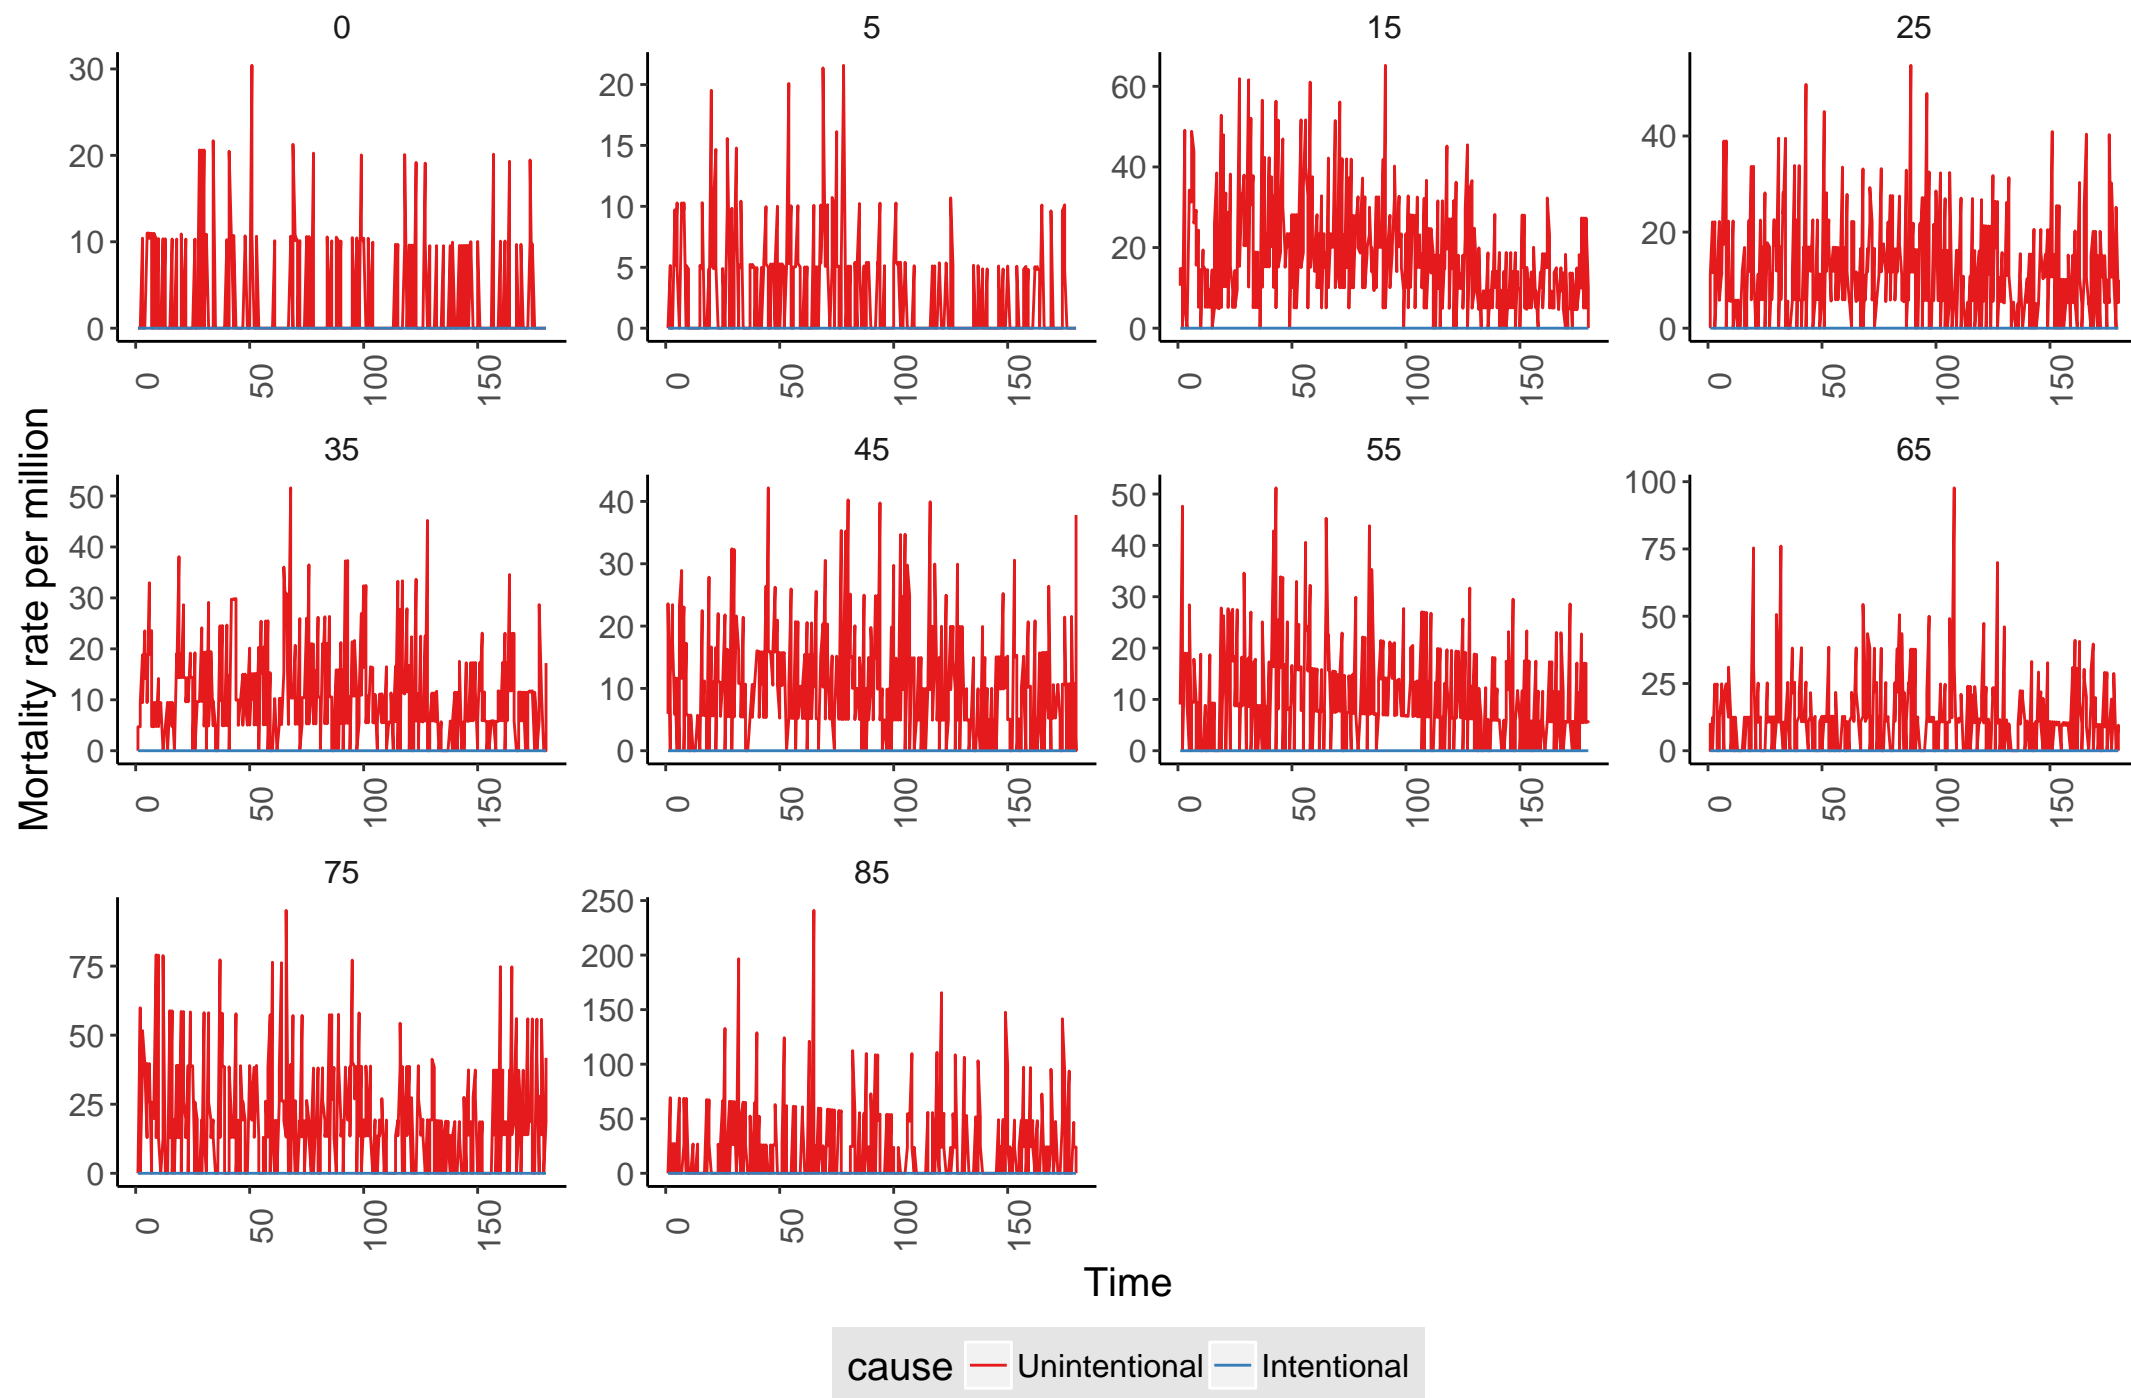 0 5 15 25
30 20 60 40
20 15 40 20
10 10 20 0
0 5 0
0
0 50 100 150 0 50 100 150 0 50 100 150 0 50 100 150
Mortality rate per million
35 45 55 65
50 40 50 100
40 30 40 75
30 20 30 50
20 10 20 25
10 0 10 0
0 0
0 50 100 150 0 50 100 150 0 50 100 150 0 50 100 150
75 85
75 250
50 200
25 150
0 100
50
0
0 50 100 150 0 50 100 150
Time
cause Unintentional Intentional